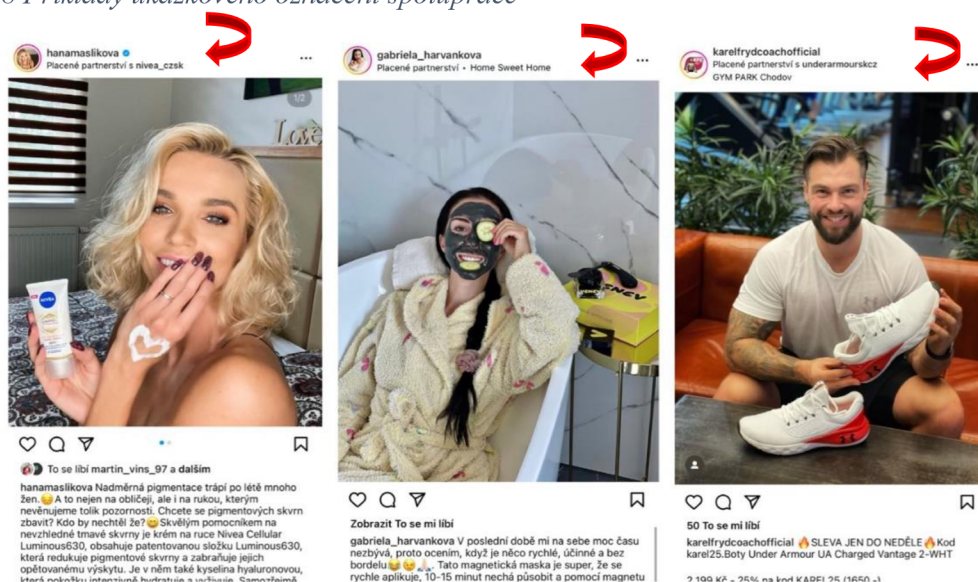 Příklady ukázkového označení spolupráce
hanamaslikova
Placené partnerství s nivea_czsk
1/2
Love
NIVEA
To se líbí martin_vins_97 a dalším
hanamaslikova Nadměrná pigmentace trápí po létě mnoho
žen.😔A to nejen na obličeji, ale i na rukou, kterým
nevěnujeme tolik pozornosti. Chcete se pigmentových skvrn
zbavit? Kdo by nechtěl že?😀Skvělým pomocníkem na
nevzhledné tmavé skvrny je krém na ruce Nivea Cellular
Luminous630, obsahuje patentovanou složku Luminous630,
která redukuje pigmentové skvrny a zabraňuje jejich
opětovanému výskytu. Je v něm také kyselina hyaluronovou,
která pokožku intenzivně hydratuje a vyživuje. Samozřejmě
gabriela_harvankova
Placené partnerství • Home Sweet Home
Zobrazit To se mi líbí
gabriela_harvankova V poslední době mi na sebe moc času
nezbývá, proto ocením, když je něco rychlé, účinné a bez
bordelu😅😉🙏. Tato magnetická maska je super, že se
rychle aplikuje, 10-15 minut nechá působit a pomocí magnetu
karelfrydcoachofficial
Placené partnerství s underarmourskcz
GYM PARK Chodov
50 To se mi líbí
karelfrydcoachofficial 🔥SLEVA JEN DO NEDĚLE🔥Kod
karel25.Boty Under Armour UA Charged Vantage 2-WHT
2 199 Kč - 25% na kod KAREL25 (1650,-)